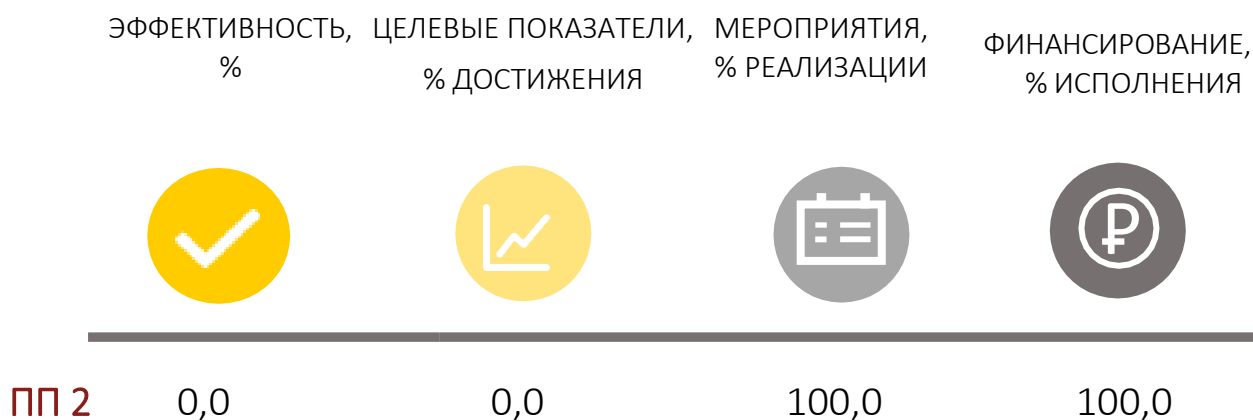 ЭФФЕКТИВНОСТЬ,
%
ЦЕЛЕВЫЕ ПОКАЗАТЕЛИ,
% ДОСТИЖЕНИЯ
МЕРОПРИЯТИЯ,
% РЕАЛИЗАЦИИ
ФИНАНСИРОВАНИЕ,
% ИСПОЛНЕНИЯ
ПП 2 0,0 0,0 100,0 100,0